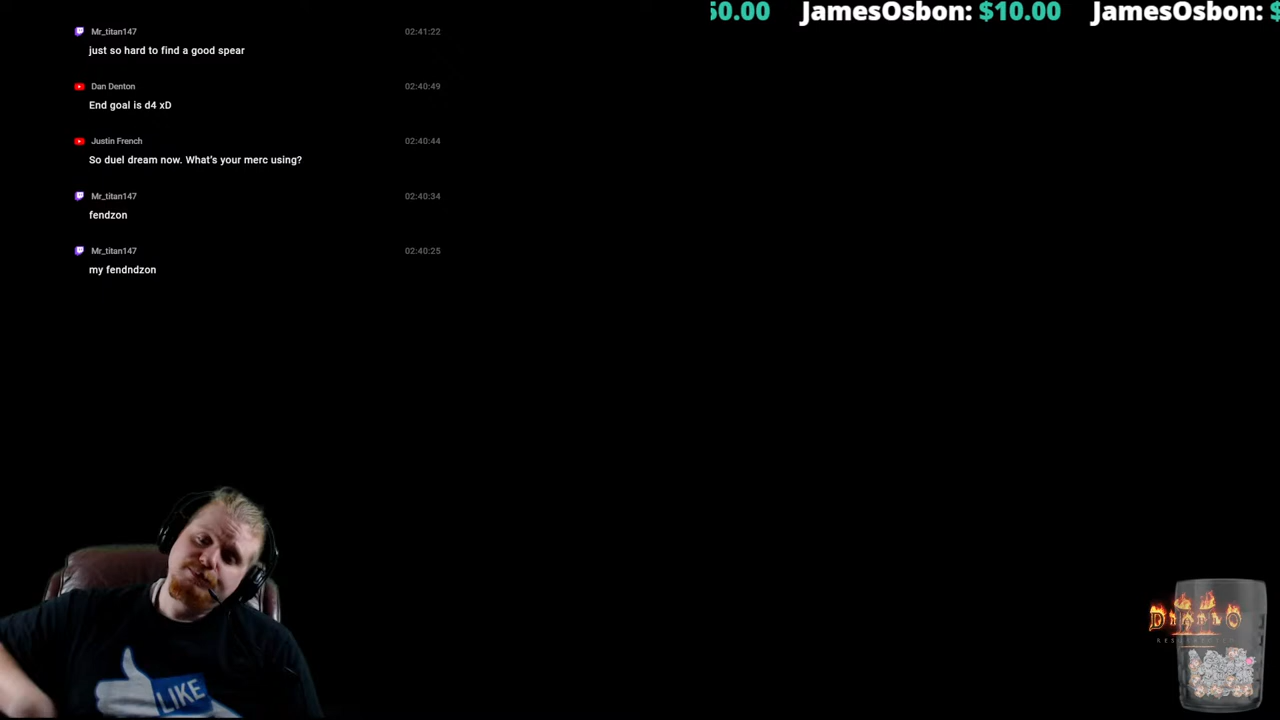 50.00 JamesOsbon: $10.00 JamesOsbon: $
Mr_titan147 02:41:22
just so hard to find a good spear
Dan Denton 02:40:49
End goal is d4 xD
Justin French 02:40:44
So duel dream now. What's your merc using?
Mr_titan147 02:40:34
fendzon
Mr_titan147 02:40:25
my fendndzon
LIKE
DIABLO
II